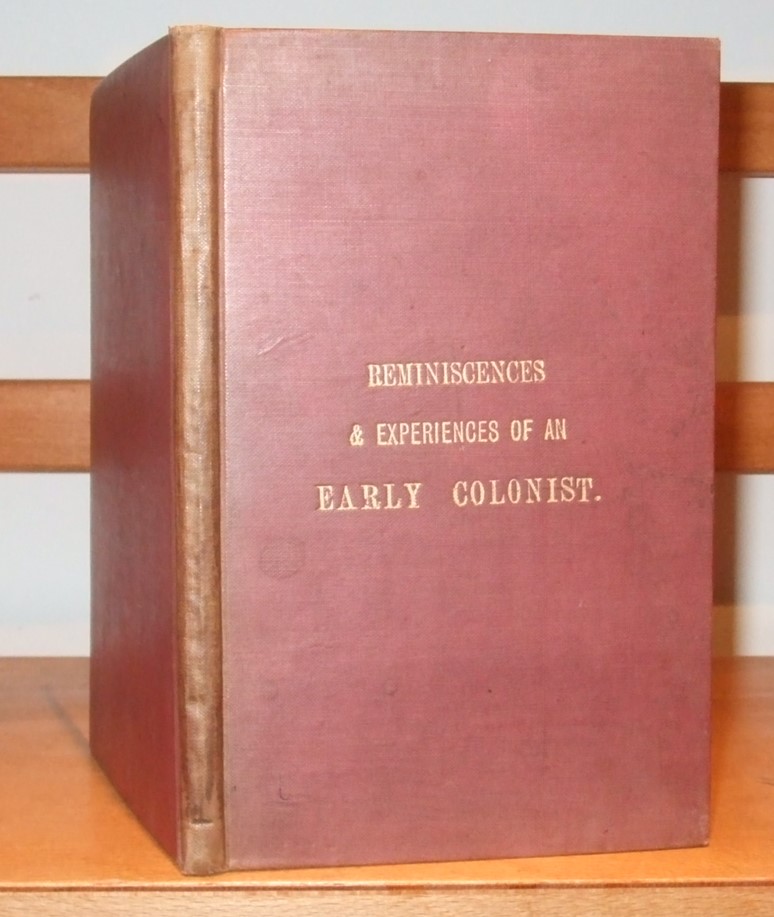 REMINISCENCES
& EXPERIENCES OF AN
EARLY COLONIST.